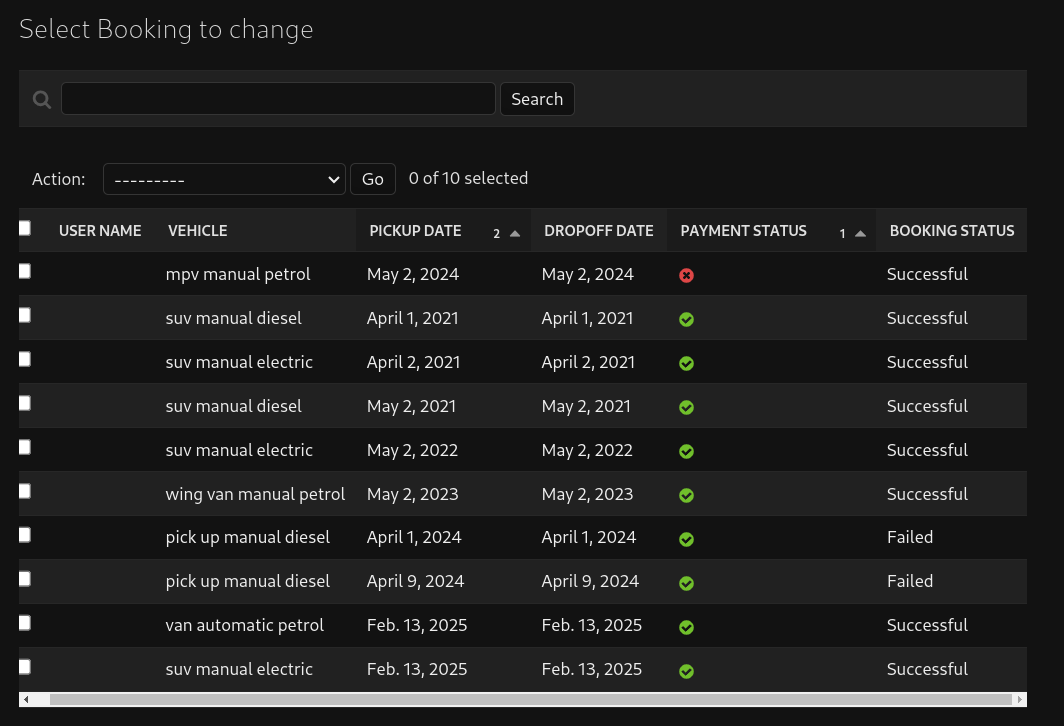 Select Booking to change
Search
Action: --------- Go 0 of 10 selected
USER NAME VEHICLE PICKUP DATE 2 DROPOFF DATE PAYMENT STATUS 1 BOOKING STATUS
mpv manual petrol May 2, 2024 May 2, 2024 Successful
suv manual diesel April 1, 2021 April 1, 2021 Successful
suv manual electric April 2, 2021 April 2, 2021 Successful
suv manual diesel May 2, 2021 May 2, 2021 Successful
suv manual electric May 2, 2022 May 2, 2022 Successful
wing van manual petrol May 2, 2023 May 2, 2023 Successful
pick up manual diesel April 1, 2024 April 1, 2024 Failed
pick up manual diesel April 9, 2024 April 9, 2024 Failed
van automatic petrol Feb. 13, 2025 Feb. 13, 2025 Successful
suv manual electric Feb. 13, 2025 Feb. 13, 2025 Successful